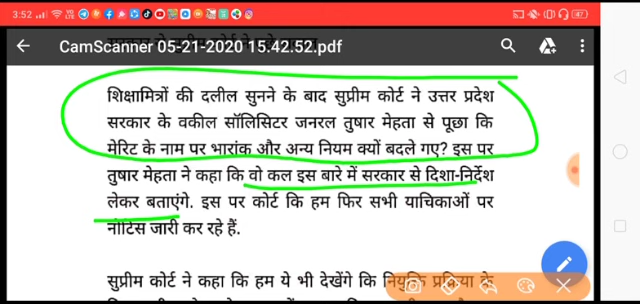 3:52
47
CamScanner 05-21-2020 15.42.52.pdf
शिक्षामित्रों की दलील सुनने के बाद सुप्रीम कोर्ट ने उत्तर प्रदेश
सरकार के वकील सॉलिसिटर जनरल तुषार मेहता से पूछा कि
मेरिट के नाम पर भारांक और अन्य नियम क्यों बदले गए? इस पर
तुषार मेहता ने कहा कि वो कल इस बारे में सरकार से दिशा-निर्देश
लेकर बताएंगे. इस पर कोर्ट कि हम फिर सभी याचिकाओं पर
नोटिस जारी कर रहे हैं.
सुप्रीम कोर्ट ने कहा कि हम ये भी देखेंगे कि नियुक्ति प्रक्रिया के